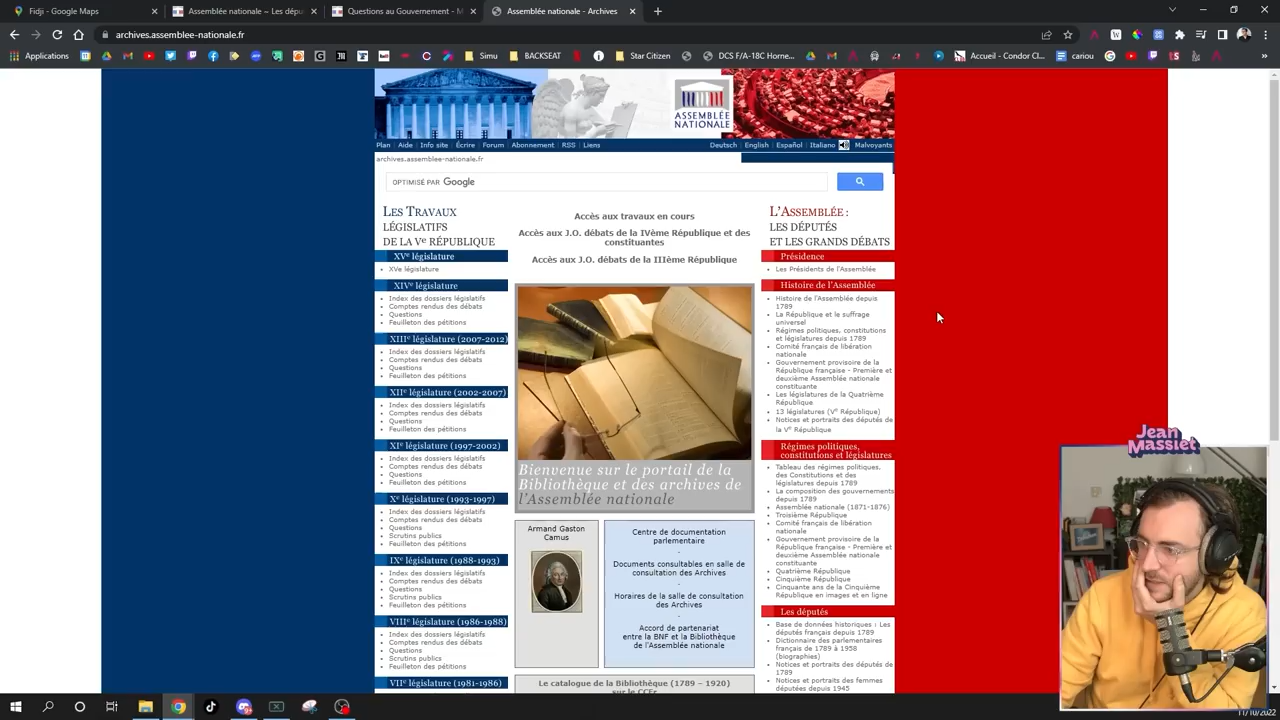 Fidji - Google Maps
Assemblée nationale ~ Les dépu
Questions au Gouvernement - M
Assemblée nationale - Archives
archives.assemblee-nationale.fr
Applications
BACKSEAT
Star Citizen
DCS F/A-18C Horne...
Accueil - Condor Cl...
cariou
ASSEMBLÉE
NATIONALE
Plan | Aide | Info site | Écrire | Forum | Abonnement | RSS | Liens
Deutsch | English | Español | Italiano
Malvoyants
archives.assemblee-nationale.fr
OPTIMISÉ PAR Google
LES TRAVAUX
LÉGISLATIFS
DE LA Ve RÉPUBLIQUE
XVe législature
XVe législature
XIVe législature
Index des dossiers législatifs
Comptes rendus des débats
Questions
Feuilleton des pétitions
XIIIe législature (2007-2012)
Index des dossiers législatifs
Comptes rendus des débats
Questions
Feuilleton des pétitions
XIIe législature (2002-2007)
Index des dossiers législatifs
Comptes rendus des débats
Questions
Feuilleton des pétitions
XIe législature (1997-2002)
Index des dossiers législatifs
Comptes rendus des débats
Questions
Feuilleton des pétitions
Xe législature (1993-1997)
Index des dossiers législatifs
Comptes rendus des débats
Questions
Scrutins publics
Feuilleton des pétitions
IXe législature (1988-1993)
Index des dossiers législatifs
Comptes rendus des débats
Questions
Scrutins publics
Feuilleton des pétitions
VIIIe législature (1986-1988)
Index des dossiers législatifs
Comptes rendus des débats
Questions
Scrutins publics
Feuilleton des pétitions
VIIe législature (1981-1986)
Accès aux travaux en cours
Accès aux J.O. débats de la IVème République et des
constituantes
Accès aux J.O. débats de la IIIème République
Bienvenue sur le portail de la
Bibliothèque et des archives de
l'Assemblée nationale
Armand Gaston
Camus
Centre de documentation
parlementaire
-
Documents consultables en salle de
consultation des Archives
-
Horaires de la salle de consultation
des Archives
-
Accord de partenariat
entre la BNF et la Bibliothèque
de l'Assemblée nationale
Le catalogue de la Bibliothèque (1789 – 1920)
sur le CCFr
L'ASSEMBLÉE :
LES DÉPUTÉS
ET LES GRANDS DÉBATS
Présidence
Les Présidents de l'Assemblée
Histoire de l'Assemblée
Histoire de l'Assemblée depuis
1789
La République et le suffrage
universel
Régimes politiques, constitutions
et législatures depuis 1789
Comité français de libération
nationale
Gouvernement provisoire de la
République française - Première et
deuxième Assemblée nationale
constituante
Les législatures de la Quatrième
République
13 législatures (Ve République)
Notices et portraits des députés de
la Ve République
Régimes politiques,
constitutions et législatures
Tableau des régimes politiques,
des Constitutions et des
législatures depuis 1789
La composition des gouvernements
depuis 1789
Assemblée nationale (1871-1876)
Troisième République
Comité français de libération
nationale
Gouvernement provisoire de la
République française - Première et
deuxième Assemblée nationale
constituante
Quatrième République
Cinquième République
Cinquante ans de la Cinquième
République en images et en ligne
Les députés
Base de données historiques : Les
députés français depuis 1789
Dictionnaire des parlementaires
français de 1789 à 1958
(biographies)
Notices et portraits des députés de
1789
Notices et portraits des femmes
députées depuis 1945
Jean
Massiet
11/10/2022